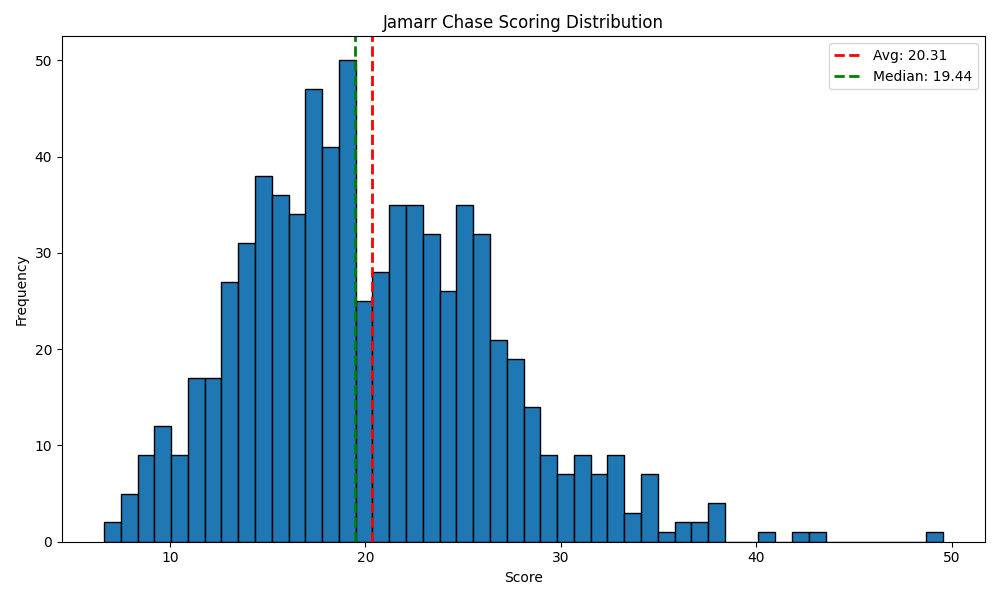 Jamarr Chase Scoring Distribution
Avg: 20.31
Median: 19.44
Frequency
50
40
30
20
10
0
10 20 30 40 50
Score